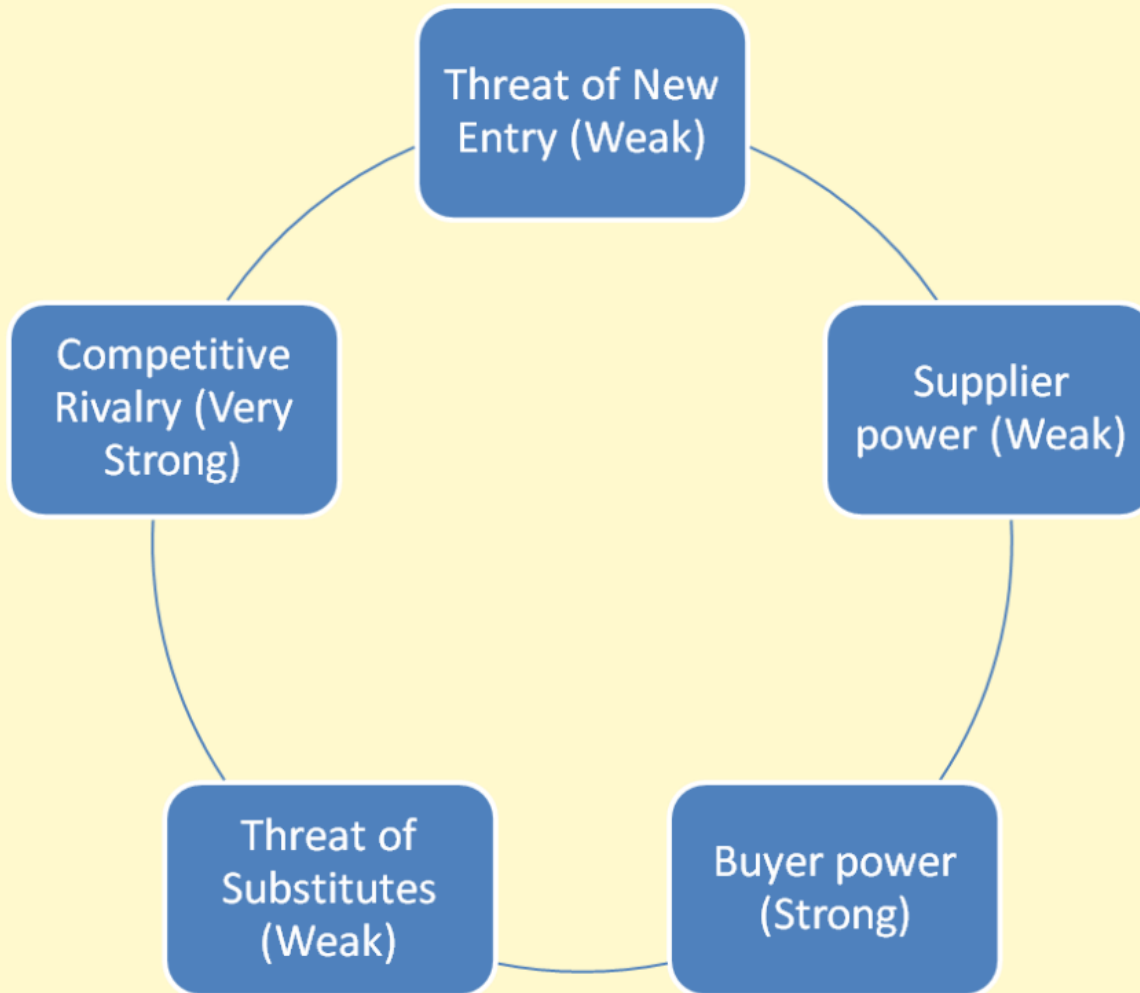 Threat of New
Entry (Weak)
Competitive
Rivalry (Very
Strong)
Supplier
power (Weak)
Threat of
Substitutes
(Weak)
Buyer power
(Strong)